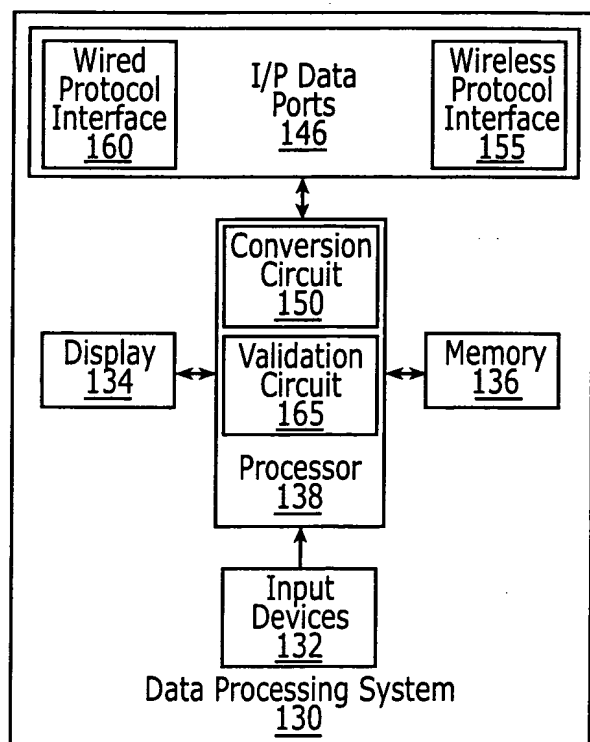 Wired
Protocol
Interface
160
I/P Data
Ports
146
Wireless
Protocol
Interface
155
Conversion
Circuit
150
Display
134
Validation
Circuit
165
Memory
136
Processor
138
Input
Devices
132
Data Processing System
130